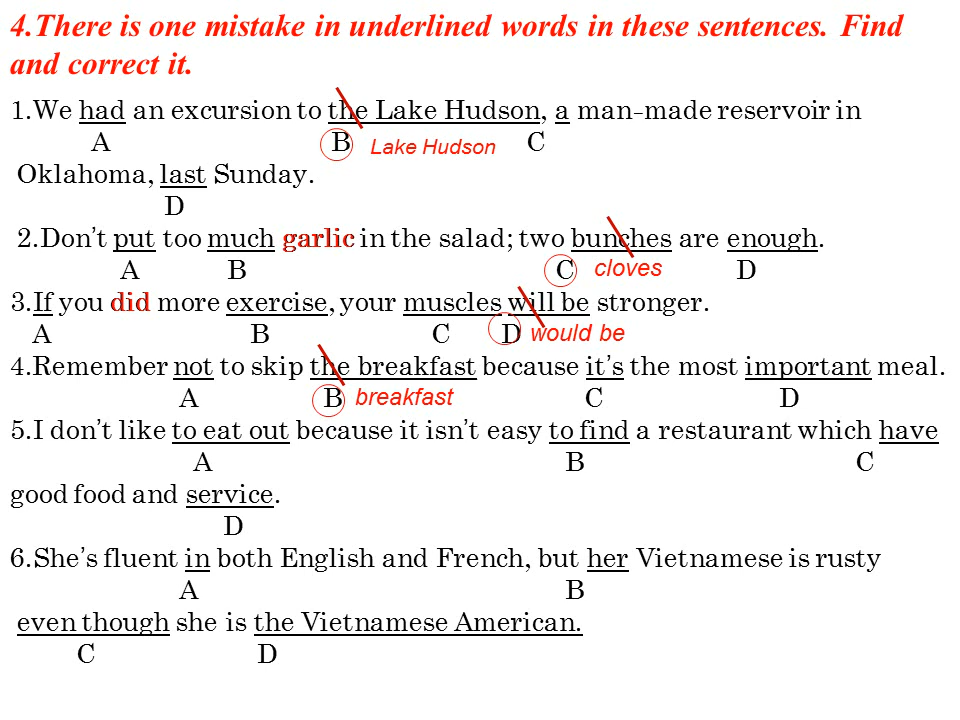 4.There is one mistake in underlined words in these sentences. Find
and correct it.
1.We had an excursion to the Lake Hudson, a man-made reservoir in
A B Lake Hudson C
Oklahoma, last Sunday.
D
2.Don't put too much garlic in the salad; two bunches are enough.
A B C cloves D
3.If you did more exercise, your muscles will be stronger.
A B C D would be
4.Remember not to skip the breakfast because it's the most important meal.
A B breakfast C D
5.I don't like to eat out because it isn't easy to find a restaurant which have
A B C
good food and service.
D
6.She's fluent in both English and French, but her Vietnamese is rusty
A B
even though she is the Vietnamese American.
C D